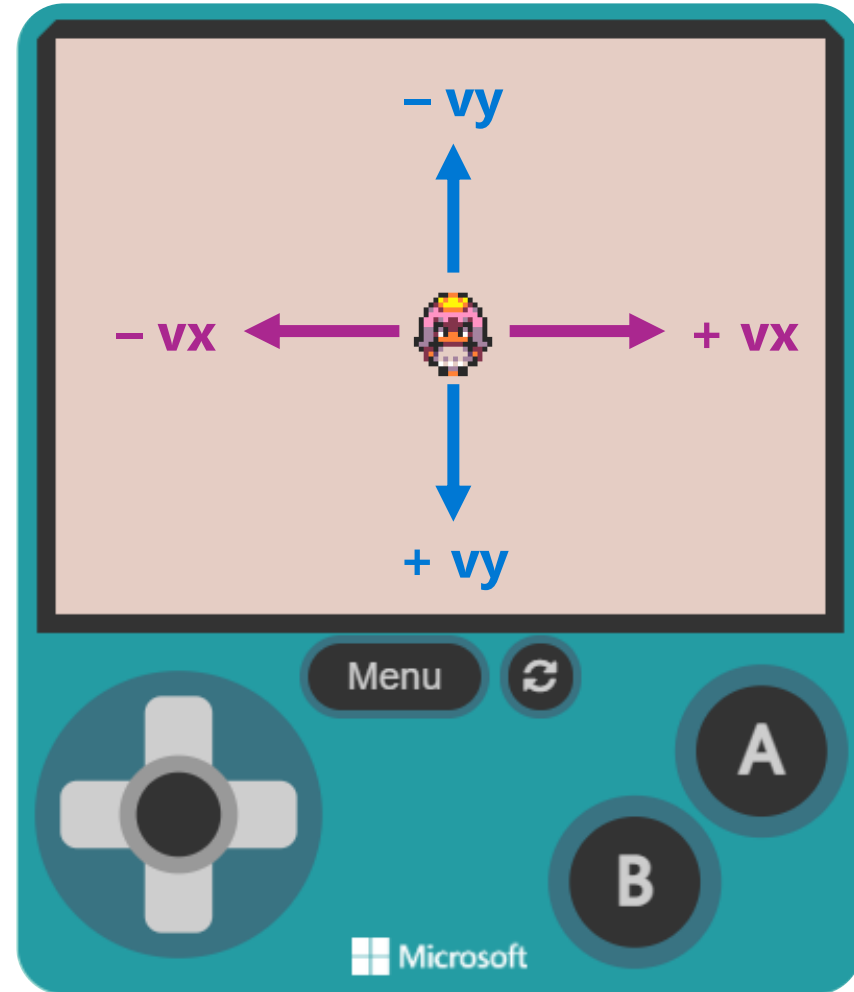 – vy
– vx
+ vx
+ vy
Menu
A
B
Microsoft